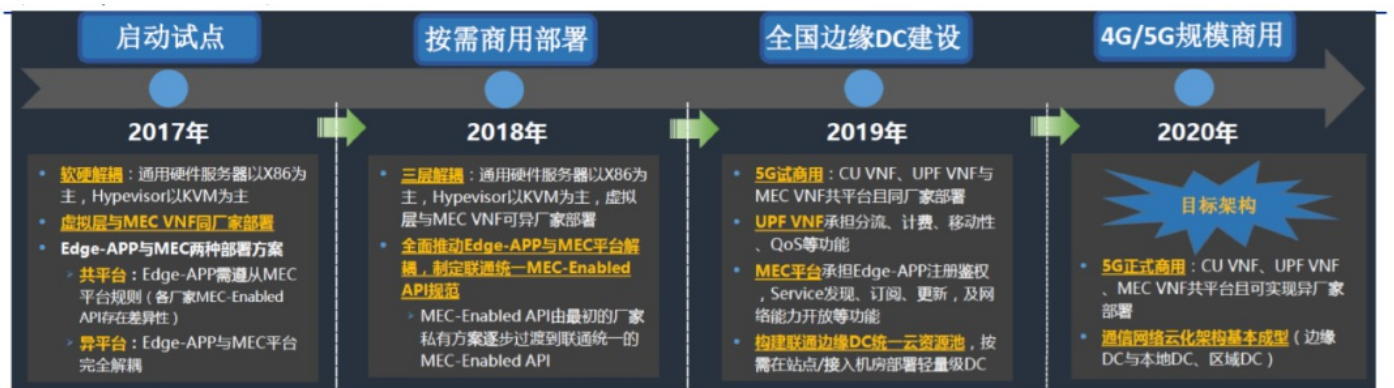 启动试点
按需商用部署
全国边缘DC建设
4G/5G规模商用
2017年
2018年
2019年
2020年
• 软硬解耦：通用硬件服务器以X86为
主，Hypevisor以KVM为主
• 虚拟层与MEC VNF同厂家部署
• Edge-APP与MEC两种部署方案
共平台：Edge-APP需遵从MEC
平台规则（各厂家MEC-Enabled
API存在差异性）
异平台：Edge-APP与MEC平台
完全解耦
• 三层解耦：通用硬件服务器以X86为
主，Hypevisor以KVM为主，虚拟
层与MEC VNF可异厂家部署
• 全面推动Edge-APP与MEC平台解
耦，制定联通统一MEC-Enabled
API规范
MEC-Enabled API由最初的厂家
私有方案逐步过渡到联通统一的
MEC-Enabled API
• 5G试商用：CU VNF、UPF VNF与
MEC VNF共平台且同厂家部署
• UPF VNF承担分流、计费、移动性
、QoS等功能
• MEC平台承担Edge-APP注册鉴权
，Service发现、订阅、更新，及网
络能力开放等功能
• 构建联通边缘DC统一云资源池，按
需在站点/接入机房部署轻量级DC
目标架构
• 5G正式商用：CU VNF、UPF VNF
、MEC VNF共平台且可实现异厂家
部署
• 通信网络云化架构基本成型（边缘
DC与本地DC、区域DC）